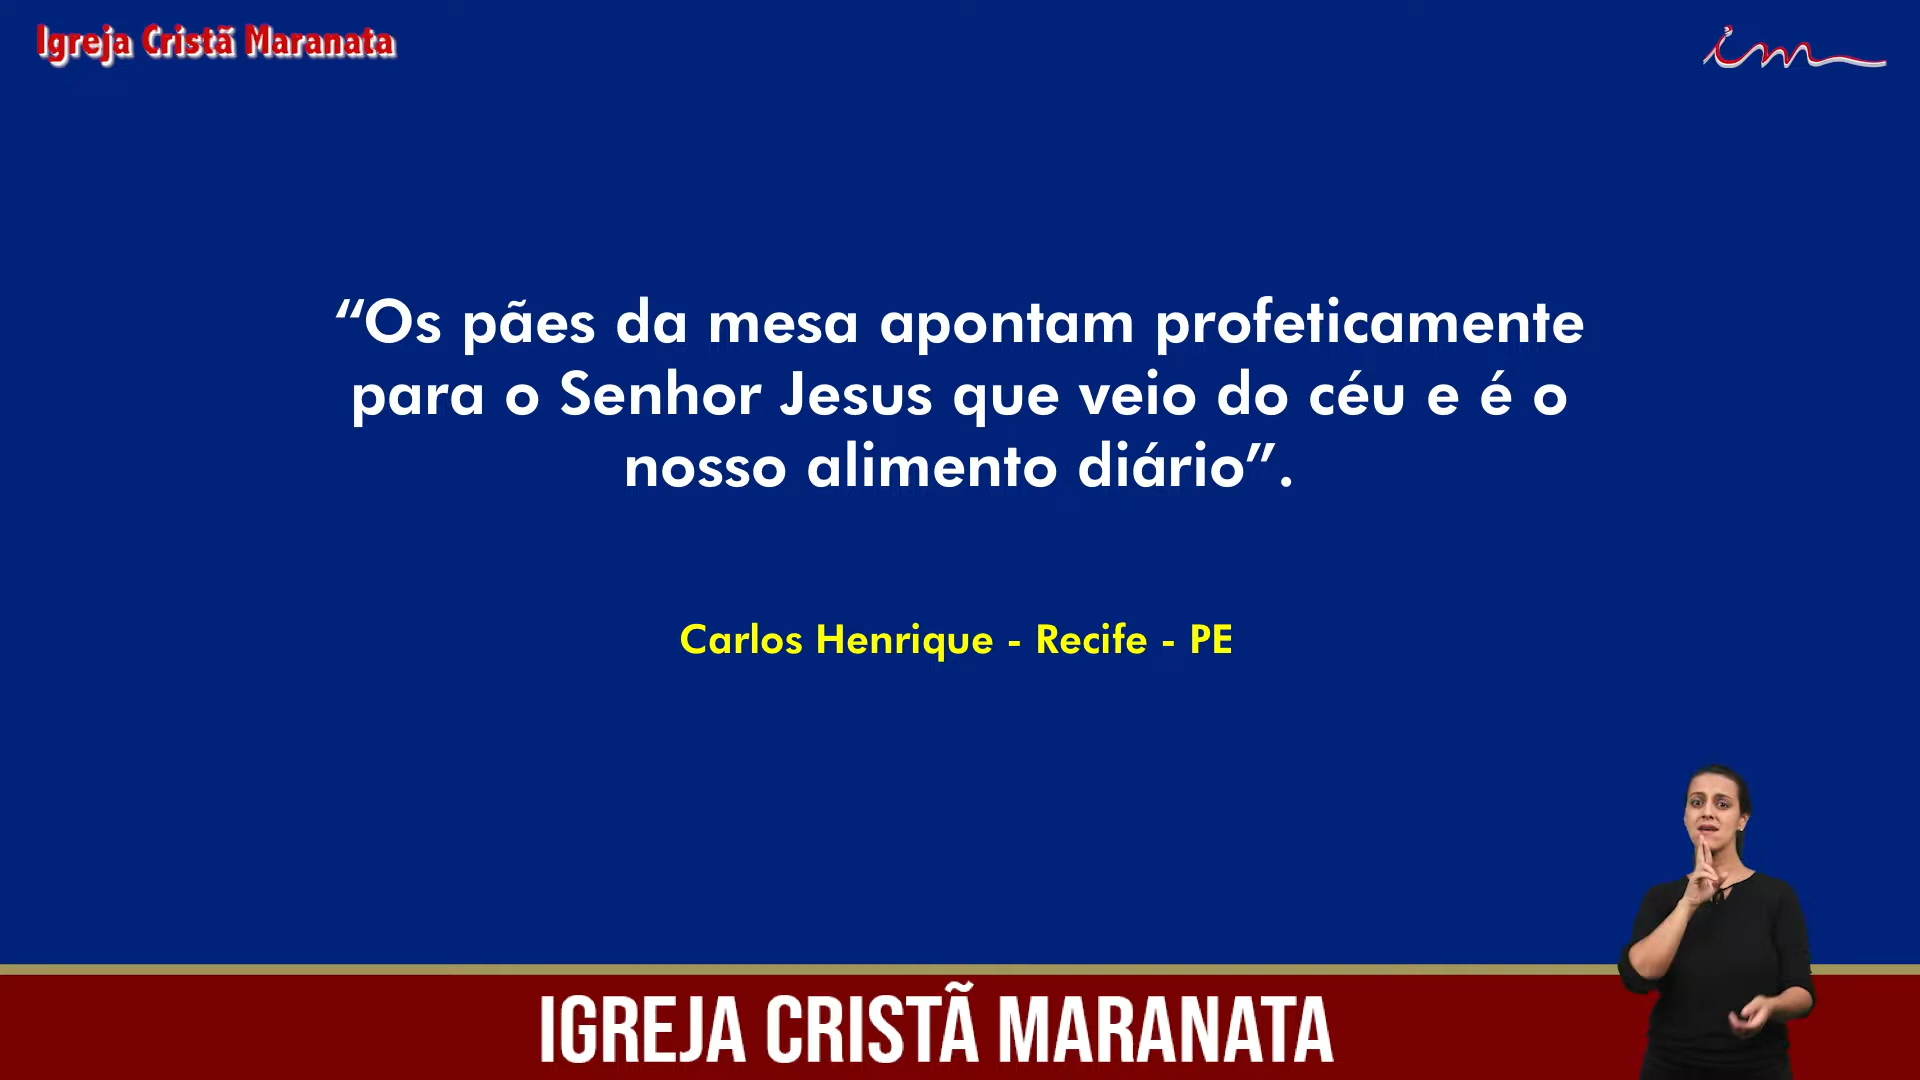 Igreja Cristã Maranata
im
“Os pães da mesa apontam profeticamente
para o Senhor Jesus que veio do céu e é o
nosso alimento diário”.
Carlos Henrique - Recife - PE
IGREJA CRISTÃ MARANATA